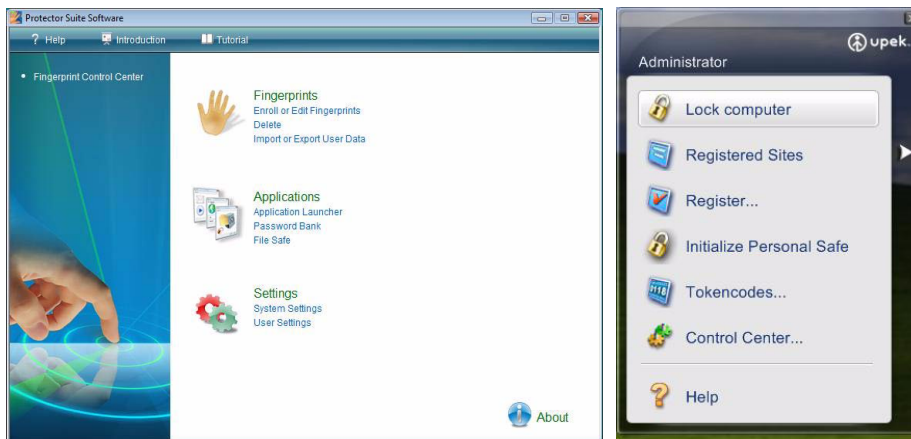 Protector Suite Software
? Help
Introduction
Tutorial
• Fingerprint Control Center
Fingerprints
Enroll or Edit Fingerprints
Delete
Import or Export User Data
Applications
Application Launcher
Password Bank
File Safe
Settings
System Settings
User Settings
About
upek.
Administrator
Lock computer
Registered Sites
Register...
Initialize Personal Safe
Tokencodes...
Control Center...
Help